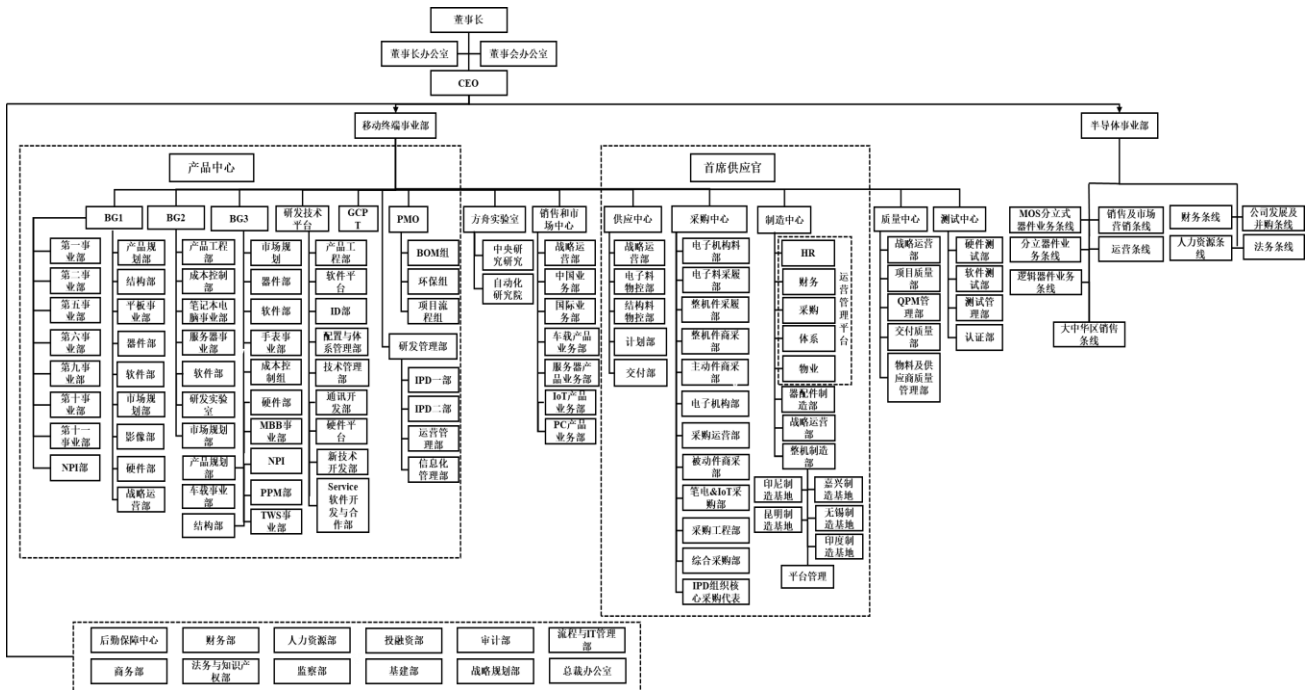 董事长
董事长办公室
董事会办公室
CEO
移动终端事业部
半导体事业部
产品中心
首席供应官
BG1
BG2
BG3
研发技术
平台
GCP
T
PMO
方舟实验室
销售和市
场中心
供应中心
采购中心
制造中心
质量中心
测试中心
第一事
业部
第二事
业部
第五事
业部
第六事
业部
第九事
业部
第十事
业部
第十一
事业部
NPI部
产品规
划部
结构部
平板事
业部
器件部
软件部
市场规
划部
影像部
硬件部
战略运
营部
产品工程
部
成本控制
部
笔记本电
脑事业部
服务器事
业部
软件部
研发实验
室
市场规划
部
产品规划
部
车载事业
部
结构部
市场规
划
器件部
软件部
手表事
业部
成本控
制组
硬件部
MBB事
业部
NPI
PPM部
TWS事
业部
产品工
程部
软件平
台
ID部
配置与体
系管理部
技术管理
部
通讯开
发部
硬件平
台
新技术
开发部
Service
软件开
发与合
作部
BOM组
环保组
项目流
程组
研发管理部
IPD一部
IPD二部
运营管
理部
信息化
管理部
中央研
究研究
自动化
研究院
战略运
营部
中国业
务部
国际业
务部
车载产品
业务部
服务器产
品业务部
IoT产品
业务部
PC产品
业务部
战略运
营部
电子料
物控部
结构料
物控部
计划部
交付部
电子机构料
部
电子料采履
部
整机件采履
部
整机件商采
部
主动件商采
部
电子机构部
采购运营部
被动件商采
部
笔电&IoT采
购部
采购工程部
综合采购部
IPD组织核
心采购代表
HR
财务
采购
体系
物业
运营管理平台
器配件制
造部
战略运营
部
整机制造
部
印尼制
造基地
嘉兴制
造基地
昆明制
造基地
无锡制
造基地
印度制
造基地
平台管理
战略运营
部
项目质量
部
QPM管
理部
交付质量
部
物料及供
应商质量
管理部
硬件测
试部
软件测
试部
测试管
理部
认证部
MOS分立式
器件业务条线
销售及市场
营销条线
财务条线
公司发展及
并购条线
分立器件业
务条线
运营条线
人力资源条
线
法务条线
逻辑器件业务
条线
大中华区销售
条线
后勤保障中心
财务部
人力资源部
投融资部
审计部
流程与IT管理
部
商务部
法务与知识产
权部
监察部
基建部
战略规划部
总裁办公室